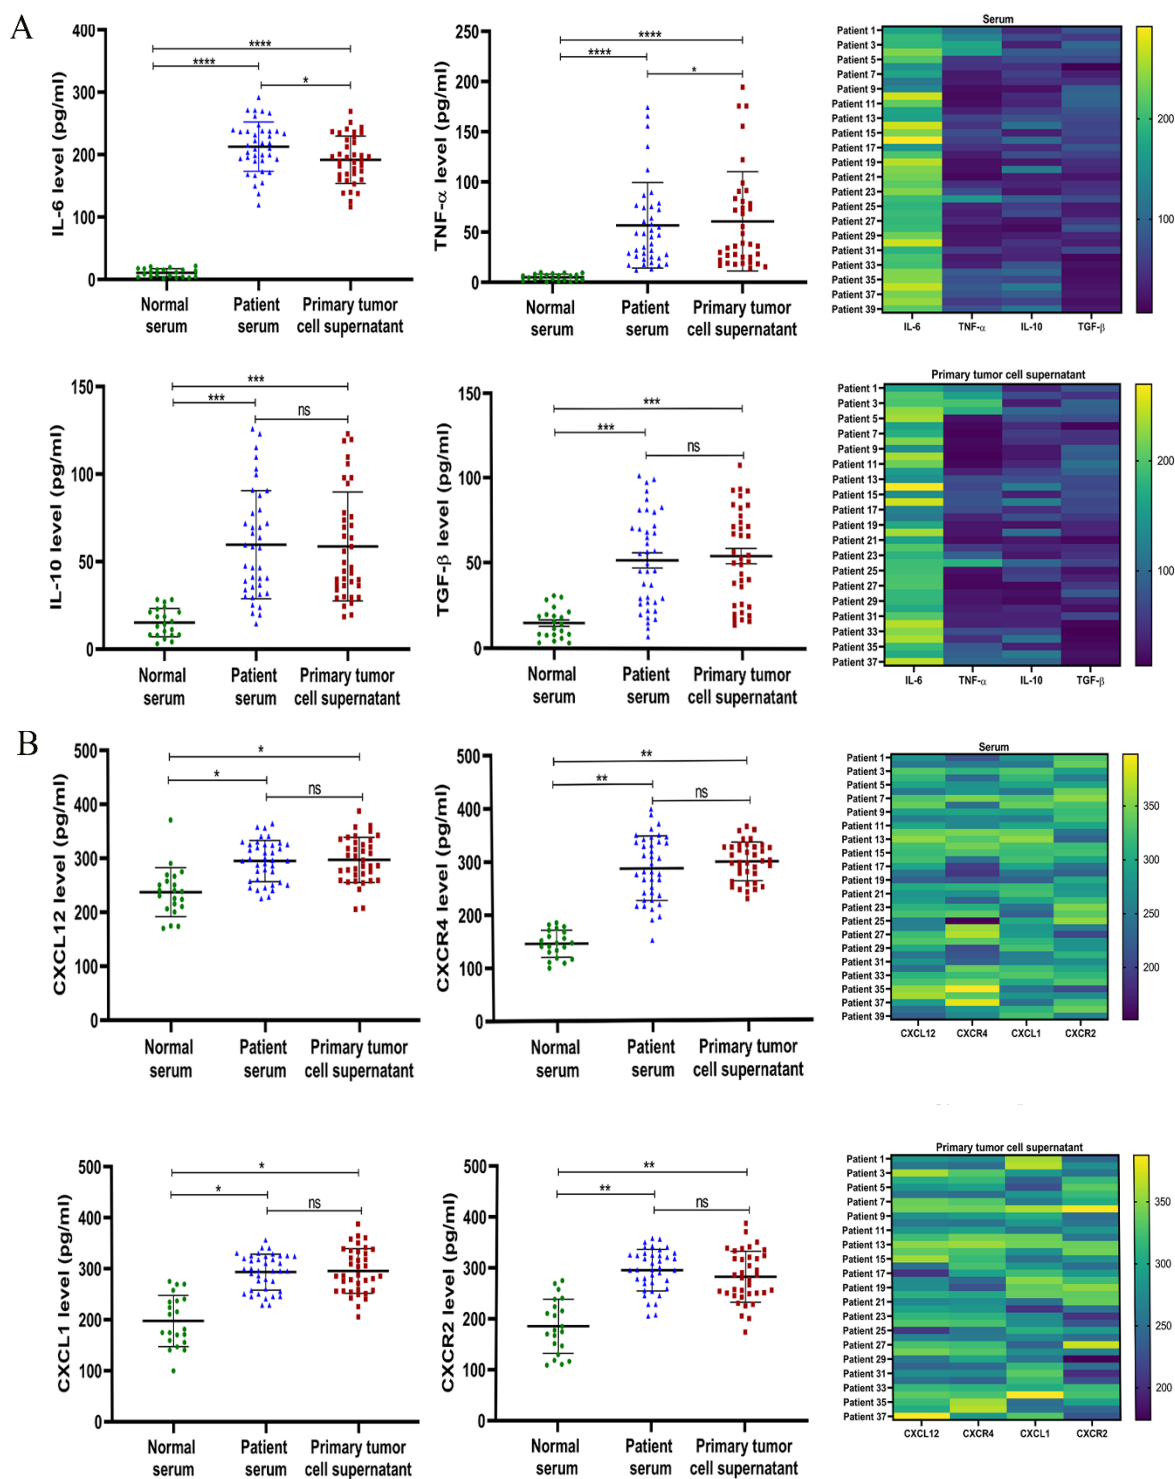 A
IL-6 level (pg/ml)
400
300
200
100
0
****
****
*
Normal serum
Patient serum
Primary tumor cell supernatant
TNF-α level (pg/ml)
250
200
150
100
50
0
****
****
*
Normal serum
Patient serum
Primary tumor cell supernatant
Serum
Patient 1
Patient 3
Patient 5
Patient 7
Patient 9
Patient 11
Patient 13
Patient 15
Patient 17
Patient 19
Patient 21
Patient 23
Patient 25
Patient 27
Patient 29
Patient 31
Patient 33
Patient 35
Patient 37
Patient 39
IL-6 TNF-α IL-10 TGF-β
200
100
IL-10 level (pg/ml)
150
100
50
0
***
***
ns
Normal serum
Patient serum
Primary tumor cell supernatant
TGF-β level (pg/ml)
150
100
50
0
***
***
ns
Normal serum
Patient serum
Primary tumor cell supernatant
Primary tumor cell supernatant
Patient 1
Patient 3
Patient 5
Patient 7
Patient 9
Patient 11
Patient 13
Patient 15
Patient 17
Patient 19
Patient 21
Patient 23
Patient 25
Patient 27
Patient 29
Patient 31
Patient 33
Patient 35
Patient 37
IL-6 TNF-α IL-10 TGF-β
200
100
B
CXCL12 level (pg/ml)
500
400
300
200
100
0
*
*
ns
Normal serum
Patient serum
Primary tumor cell supernatant
CXCR4 level (pg/ml)
500
400
300
200
100
0
**
**
ns
Normal serum
Patient serum
Primary tumor cell supernatant
Serum
Patient 1
Patient 3
Patient 5
Patient 7
Patient 9
Patient 11
Patient 13
Patient 15
Patient 17
Patient 19
Patient 21
Patient 23
Patient 25
Patient 27
Patient 29
Patient 31
Patient 33
Patient 35
Patient 37
Patient 39
CXCL12 CXCR4 CXCL1 CXCR2
350
300
250
200
CXCL1 level (pg/ml)
500
400
300
200
100
0
*
*
ns
Normal serum
Patient serum
Primary tumor cell supernatant
CXCR2 level (pg/ml)
500
400
300
200
100
0
**
**
ns
Normal serum
Patient serum
Primary tumor cell supernatant
Primary tumor cell supernatant
Patient 1
Patient 3
Patient 5
Patient 7
Patient 9
Patient 11
Patient 13
Patient 15
Patient 17
Patient 19
Patient 21
Patient 23
Patient 25
Patient 27
Patient 29
Patient 31
Patient 33
Patient 35
Patient 37
CXCL12 CXCR4 CXCL1 CXCR2
350
300
250
200